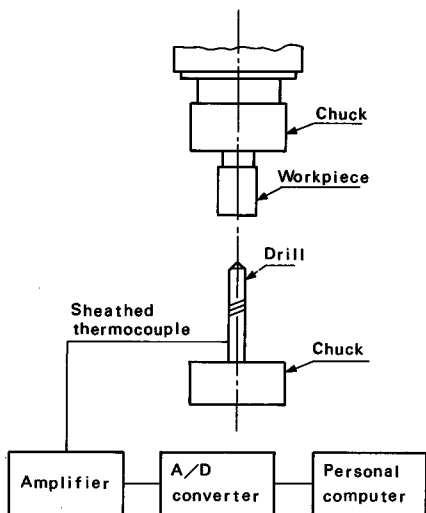 Chuck
Workpiece
Drill
Sheathed
thermocouple
Chuck
Amplifier
A/D
converter
Personal
computer